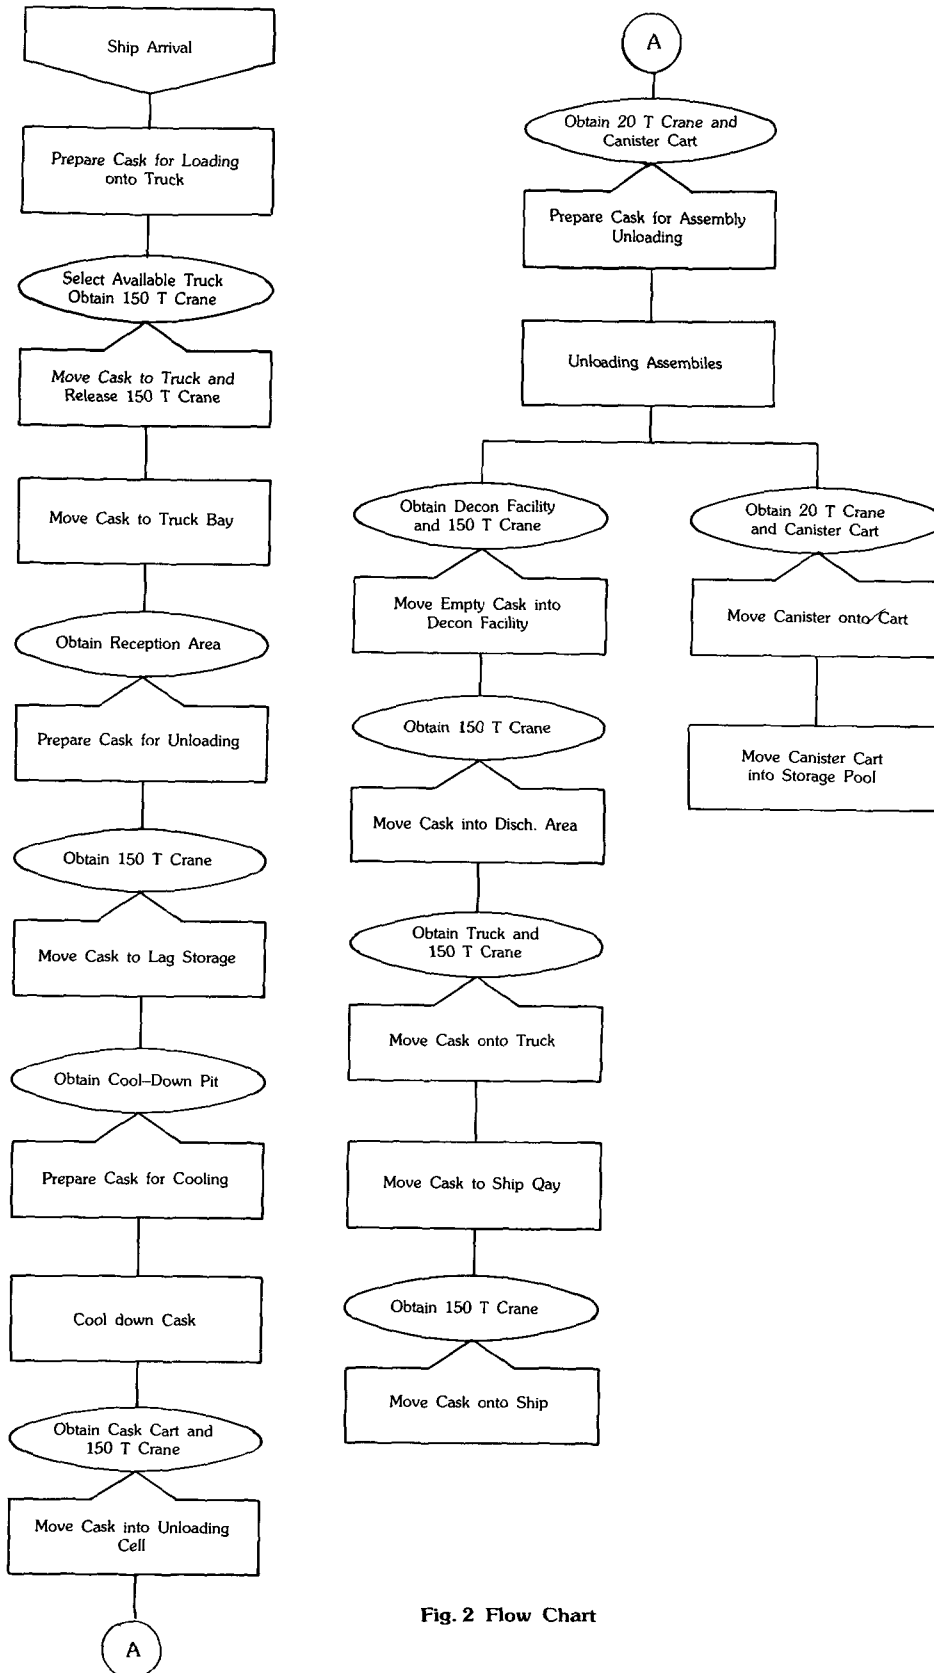 Ship Arrival
Prepare Cask for Loading
onto Truck
Select Available Truck
Obtain 150 T Crane
Move Cask to Truck and
Release 150 T Crane
Move Cask to Truck Bay
Obtain Reception Area
Prepare Cask for Unloading
Obtain 150 T Crane
Move Cask to Lag Storage
Obtain Cool-Down Pit
Prepare Cask for Cooling
Cool down Cask
Obtain Cask Cart and
150 T Crane
Move Cask into Unloading
Cell
A
A
Obtain 20 T Crane and
Canister Cart
Prepare Cask for Assembly
Unloading
Unloading Assembiles
Obtain Decon Facility
and 150 T Crane
Move Empty Cask into
Decon Facility
Obtain 150 T Crane
Move Cask into Disch. Area
Obtain Truck and
150 T Crane
Move Cask onto Truck
Move Cask to Ship Qay
Obtain 150 T Crane
Move Cask onto Ship
Obtain 20 T Crane
and Canister Cart
Move Canister onto Cart
Move Canister Cart
into Storage Pool
Fig. 2 Flow Chart